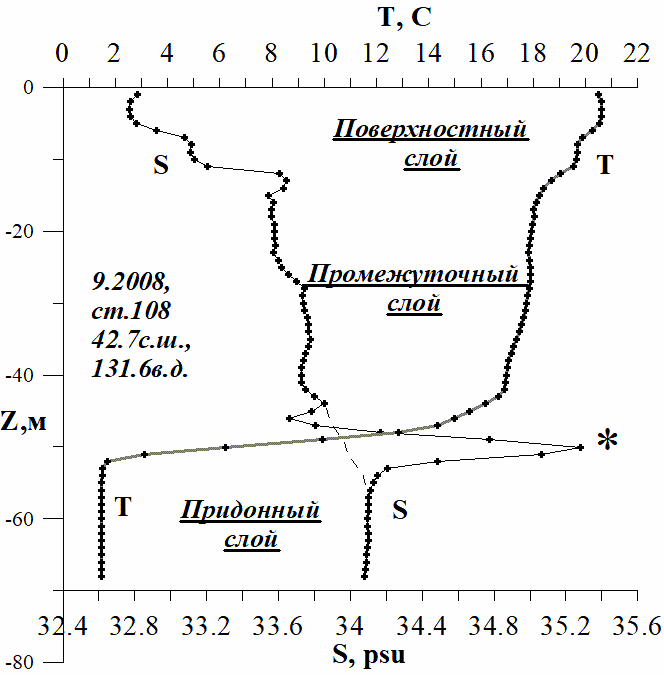 T, C
0 2 4 6 8 10 12 14 16 18 20 22
0
Поверхностный
слой
S
T
-20
9.2008,
ст.108
42.7с.ш.,
131.6в.д.
Промежуточный
слой
-40
Z,м
*
T
Придонный
слой
S
-60
32.4 32.8 33.2 33.6 34 34.4 34.8 35.2 35.6
S, psu
-80